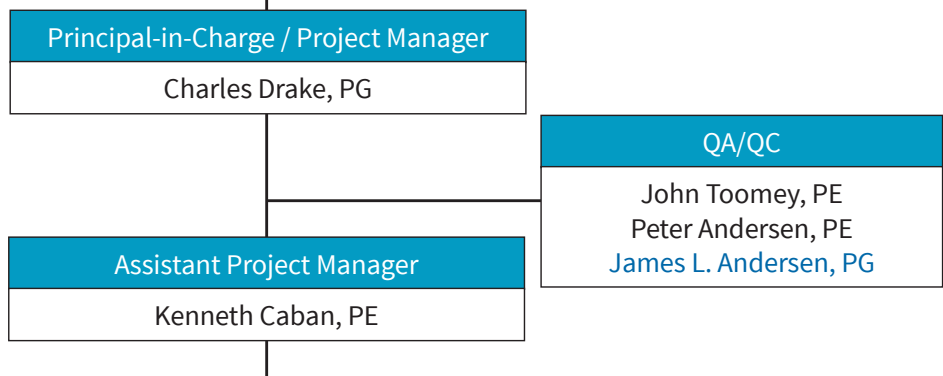 Principal-in-Charge / Project Manager
Charles Drake, PG
QA/QC
John Toomey, PE
Peter Andersen, PE
James L. Andersen, PG
Assistant Project Manager
Kenneth Caban, PE